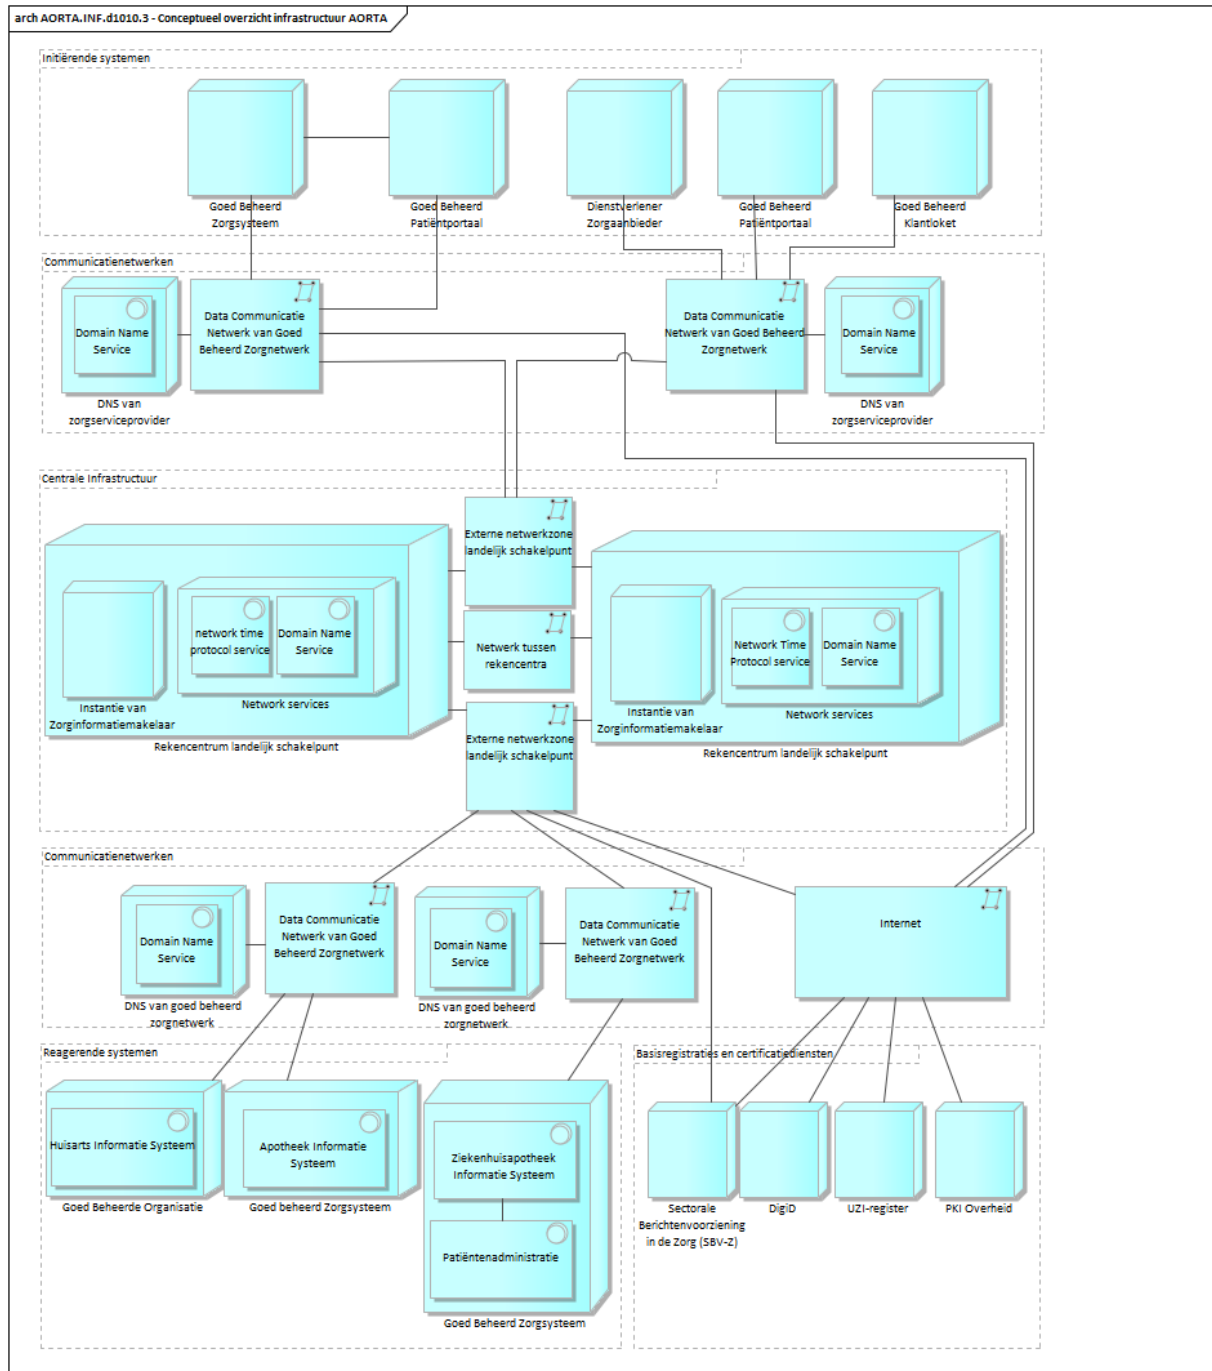 arch AORTA.INF.d1010.3 - Conceptueel overzicht infrastructuur AORTA
Initiërende systemen
Goed Beheerd
Zorgsysteem
Goed Beheerd
Patiëntportaal
Dienstverlener
Zorgaanbieder
Goed Beheerd
Patiëntportaal
Goed Beheerd
Klantloket
Communicatienetwerken
Domain Name
Service
DNS van
zorgserviceprovider
Data Communicatie
Netwerk van Goed
Beheerd Zorgnetwerk
Data Communicatie
Netwerk van Goed Beheerd
Zorgnetwerk
Domain Name
Service
DNS van
zorgserviceprovider
Centrale Infrastructuur
Externe netwerkzone
landelijk schakelpunt
Instantie van
Zorginformatiemakelaar
network time
protocol service
Domain Name
Service
Network services
Rekencentrum landelijk schakelpunt
Netwerk tussen
rekencentra
Instantie van
Zorginformatiemakelaar
Network Time
Protocol service
Domain Name
Service
Network services
Rekencentrum landelijk schakelpunt
Externe netwerkzone
landelijk schakelpunt
Communicatienetwerken
Domain Name
Service
DNS van goed beheerd
zorgnetwerk
Data Communicatie
Netwerk van Goed
Beheerd Zorgnetwerk
Domain Name
Service
DNS van goed beheerd
zorgnetwerk
Data Communicatie
Netwerk van Goed
Beheerd Zorgnetwerk
Internet
Reagerende systemen
Huisarts Informatie Systeem
Goed Beheerde Organisatie
Apotheek Informatie
Systeem
Goed beheerd Zorgsysteem
Ziekenhuisapotheek
Informatie Systeem
Patiëntenadministratie
Goed Beheerd Zorgsysteem
Basisregistraties en certificatiediensten
Sectorale
Berichtenvoorziening
in de Zorg (SBV-Z)
DigiD
UZI-register
PKI Overheid